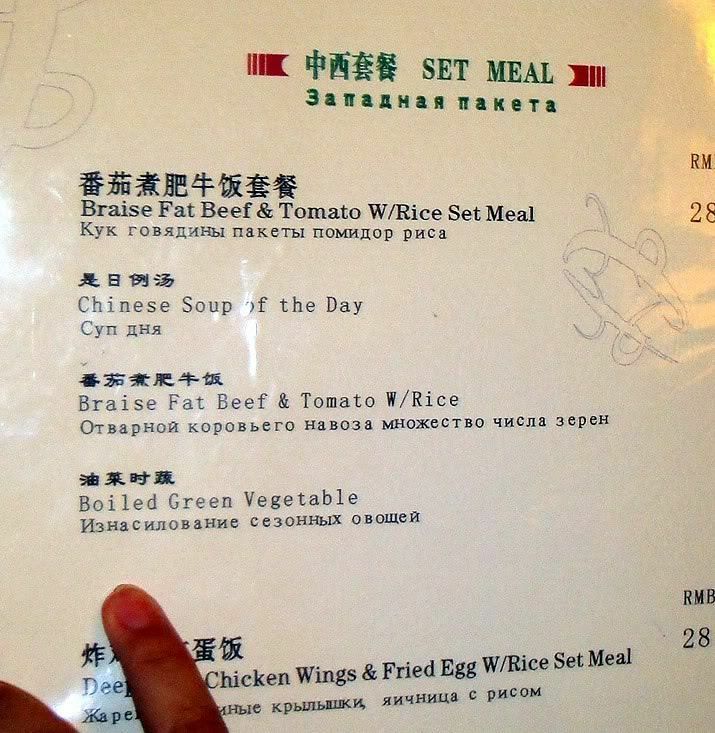 中西套餐 SET MEAL
Западная пакета
RM
番茄煮肥牛饭套餐
28
Braise Fat Beef & Tomato W/Rice Set Meal
Кук говядины пакеты помидор риса
是日例汤
Chinese Soup of the Day
Суп дня
番茄煮肥牛饭
Braise Fat Beef & Tomato W/Rice
Отварной коровьего навоза множество числа зерен
油菜时蔬
Boiled Green Vegetable
Изнасилование сезонных овощей
RMB
炸 蛋饭
28
Chicken Wings & Fried Egg W/Rice Set Meal
крылышки, яичница с рисом